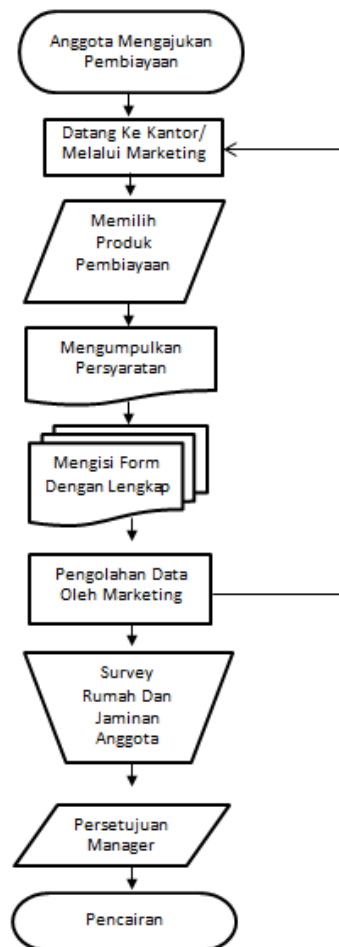 Anggota Mengajukan
Pembiayaan
Datang Ke Kantor/
Melalui Marketing
Memilih
Produk
Pembiayaan
Mengumpulkan
Persyaratan
Mengisi Form
Dengan Lengkap
Pengolahan Data
Oleh Marketing
Survey
Rumah Dan
Jaminan
Anggota
Persetujuan
Manager
Pencairan